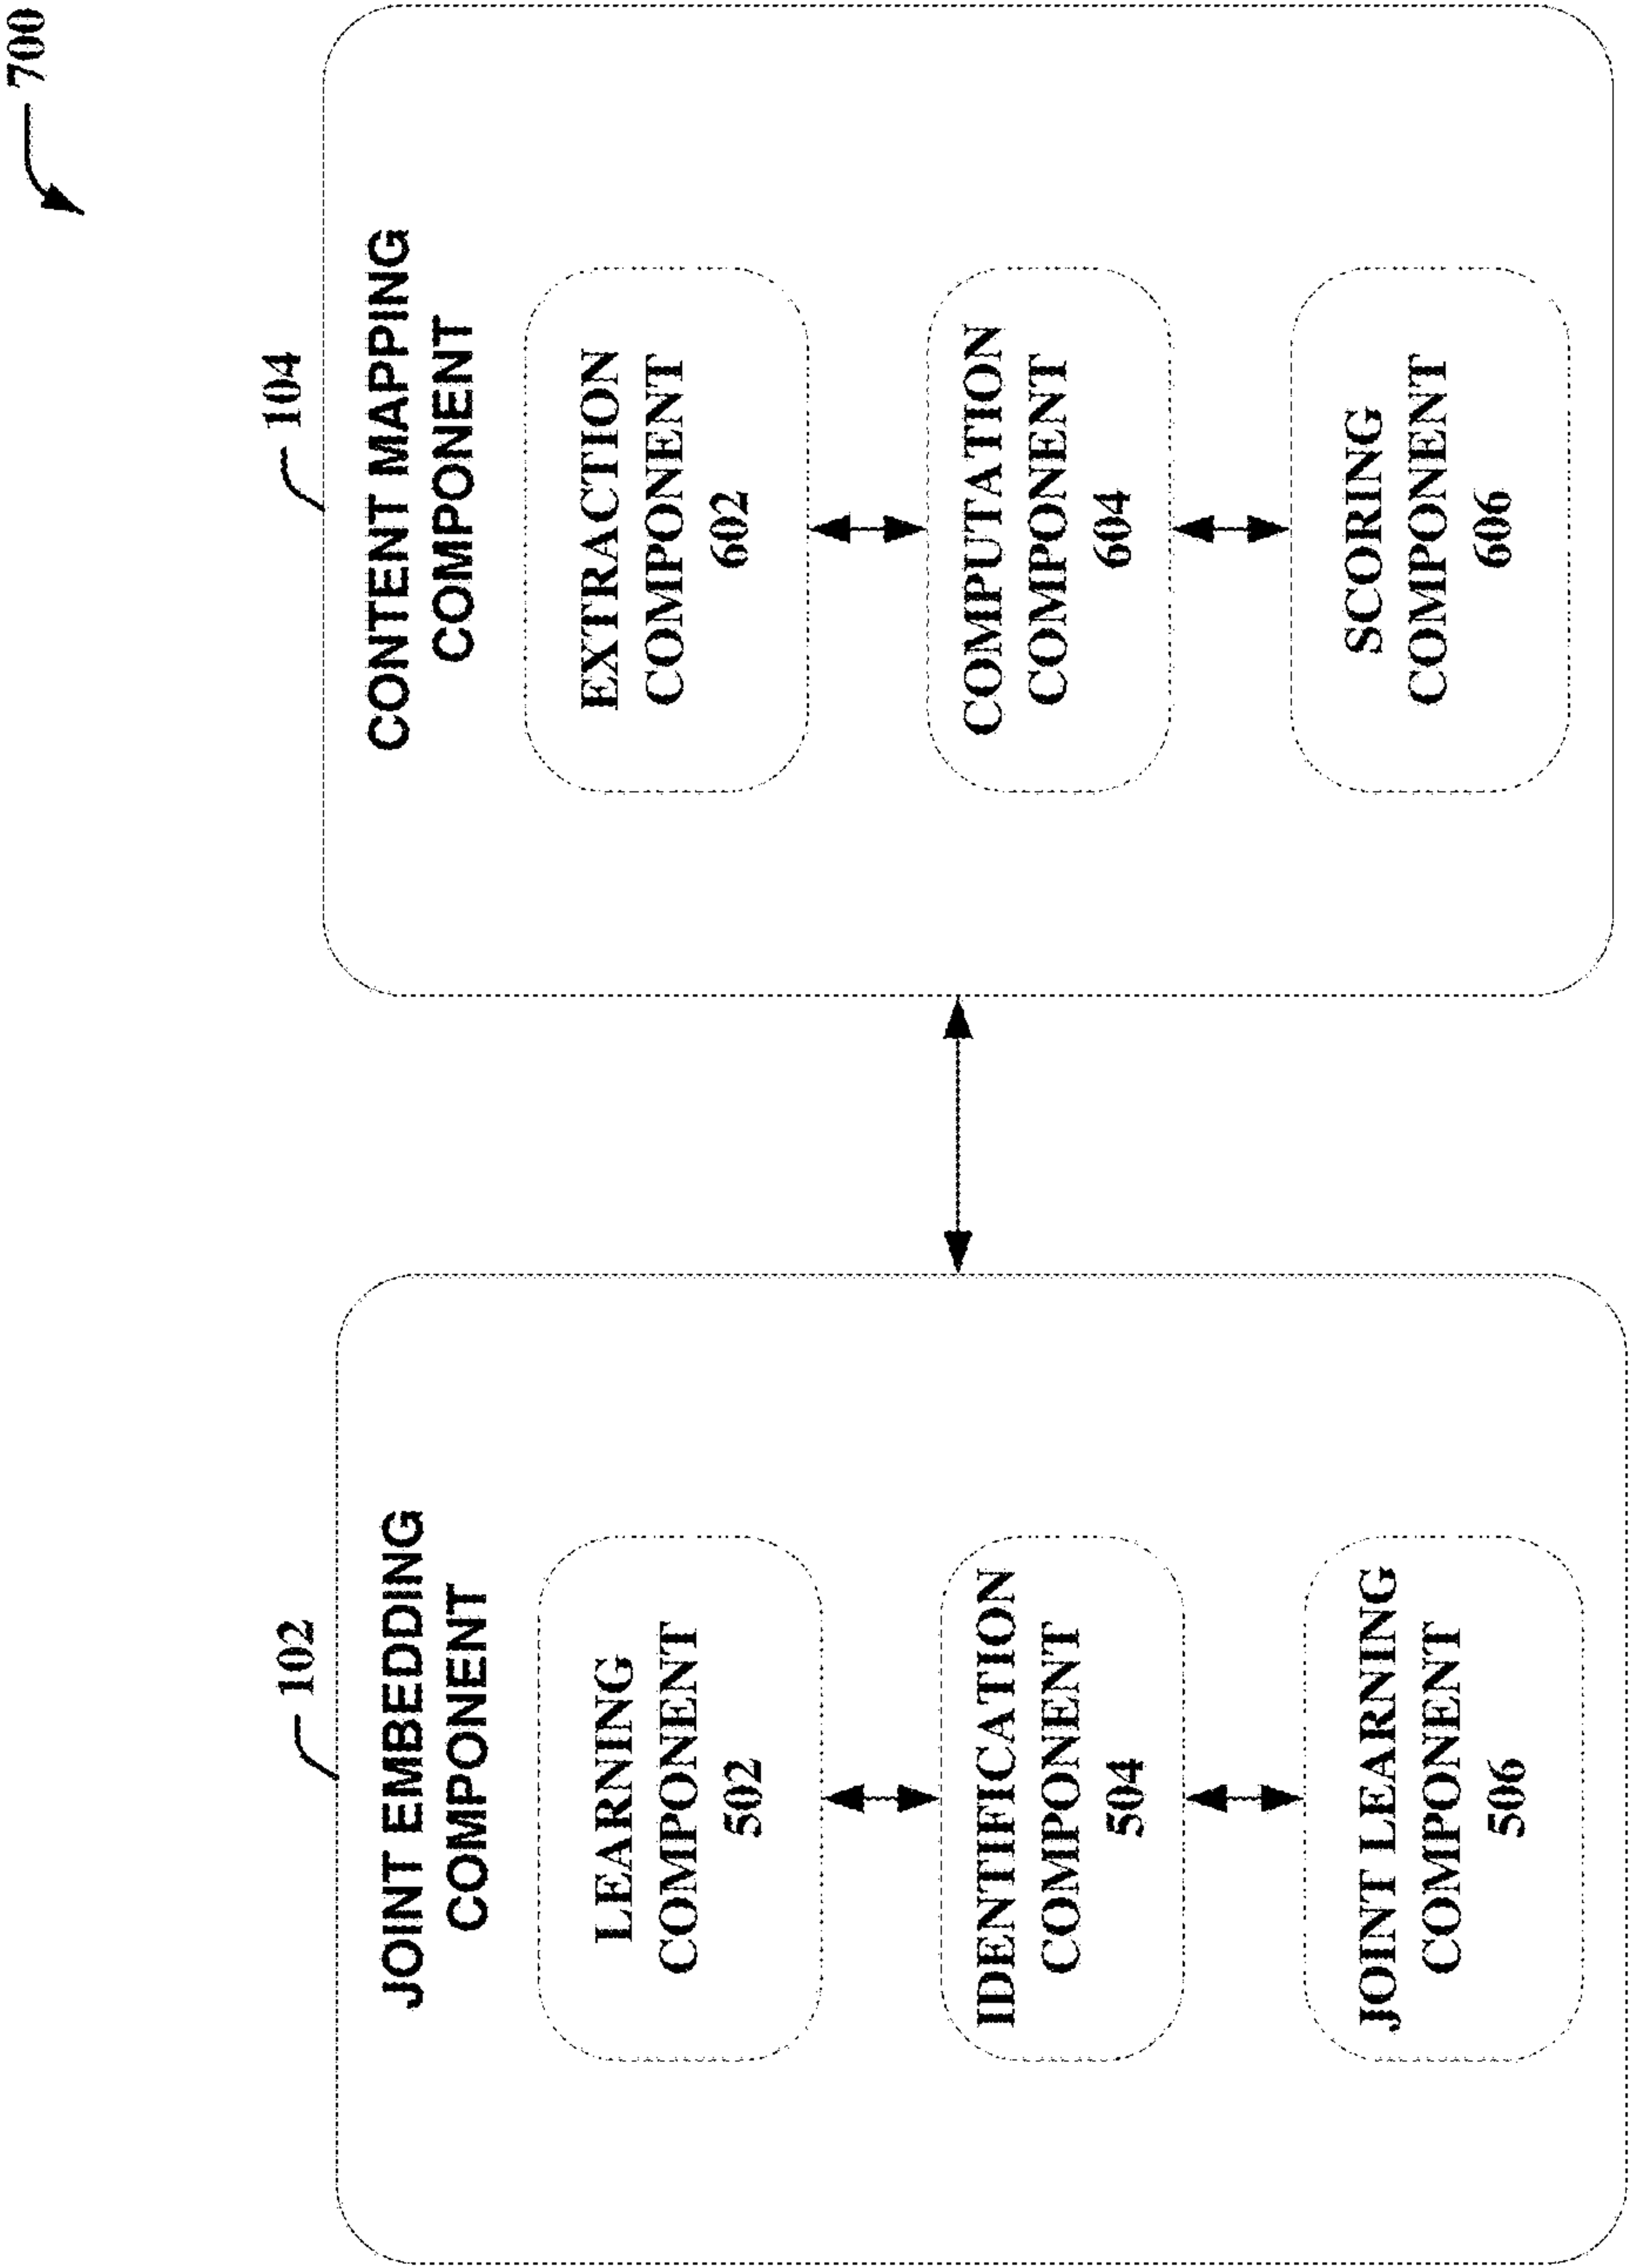 700
102
JOINT EMBEDDING
COMPONENT
LEARNING
COMPONENT
502
IDENTIFICATION
COMPONENT
504
JOINT LEARNING
COMPONENT
506
104
CONTENT MAPPING
COMPONENT
EXTRACTION
COMPONENT
602
COMPUTATION
COMPONENT
604
SCORING
COMPONENT
606